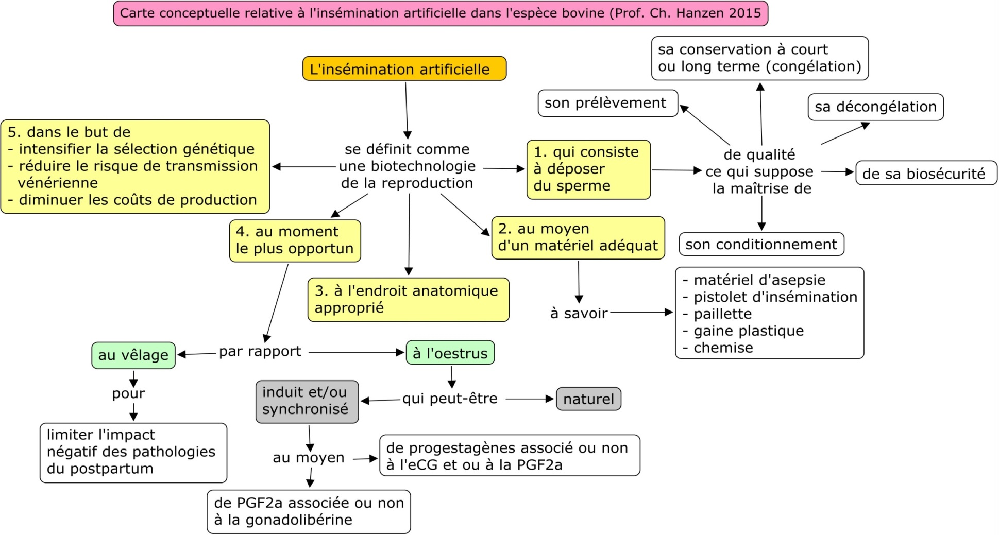 Carte conceptuelle relative à l'insémination artificielle dans l'espèce bovine (Prof. Ch. Hanzen 2015
L'insémination artificielle
se définit comme
une biotechnologie
de la reproduction
1. qui consiste
à déposer
du sperme
de qualité
ce qui suppose
la maîtrise de
son prélèvement
sa conservation à court
ou long terme (congélation)
sa décongélation
de sa biosécurité
son conditionnement
2. au moyen
d'un matériel adéquat
à savoir
- matériel d'asepsie
- pistolet d'insémination
- paillette
- gaine plastique
- chemise
3. à l'endroit anatomique
approprié
4. au moment
le plus opportun
par rapport
au vêlage
pour
limiter l'impact
négatif des pathologies
du postpartum
à l'oestrus
qui peut-être
naturel
induit et/ou
synchronisé
au moyen
de progestagènes associé ou non
à l'eCG et ou à la PGF2a
de PGF2a associée ou non
à la gonadolibérine
5. dans le but de
- intensifier la sélection génétique
- réduire le risque de transmission
vénérienne
- diminuer les coûts de production